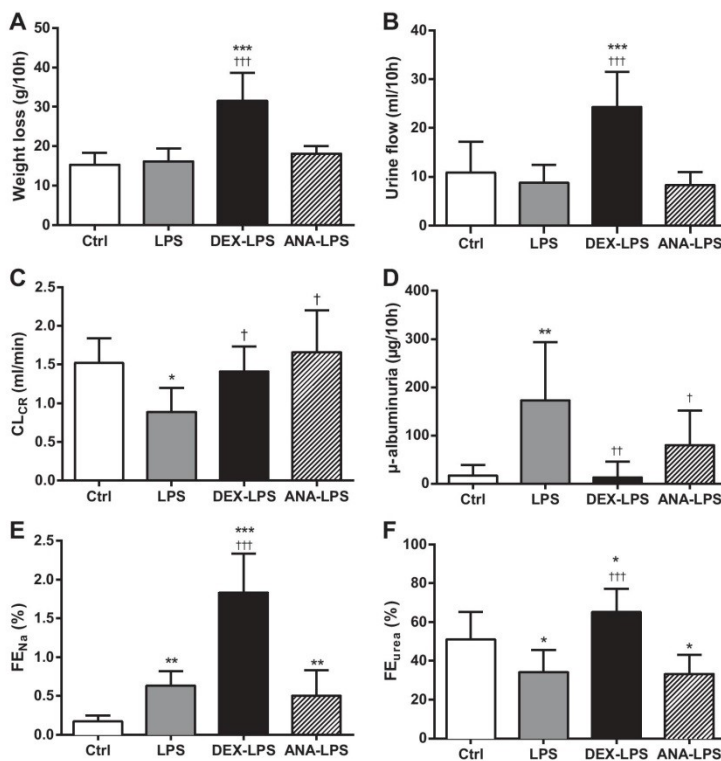 A
Weight loss (g/10h)
50
40
30
20
10
0
***
†††
Ctrl LPS DEX-LPS ANA-LPS
B
Urine flow (ml/10h)
40
30
20
10
0
***
†††
Ctrl LPS DEX-LPS ANA-LPS
C
CLCR (ml/min)
2.5
2.0
1.5
1.0
0.5
0.0
*
†
†
Ctrl LPS DEX-LPS ANA-LPS
D
µ-albuminuria (µg/10h)
400
300
200
100
0
**
††
†
Ctrl LPS DEX-LPS ANA-LPS
E
FENa (%)
2.5
2.0
1.5
1.0
0.5
0.0
**
***
†††
**
Ctrl LPS DEX-LPS ANA-LPS
F
FEurea (%)
100
80
60
40
20
0
*
*
†††
*
Ctrl LPS DEX-LPS ANA-LPS